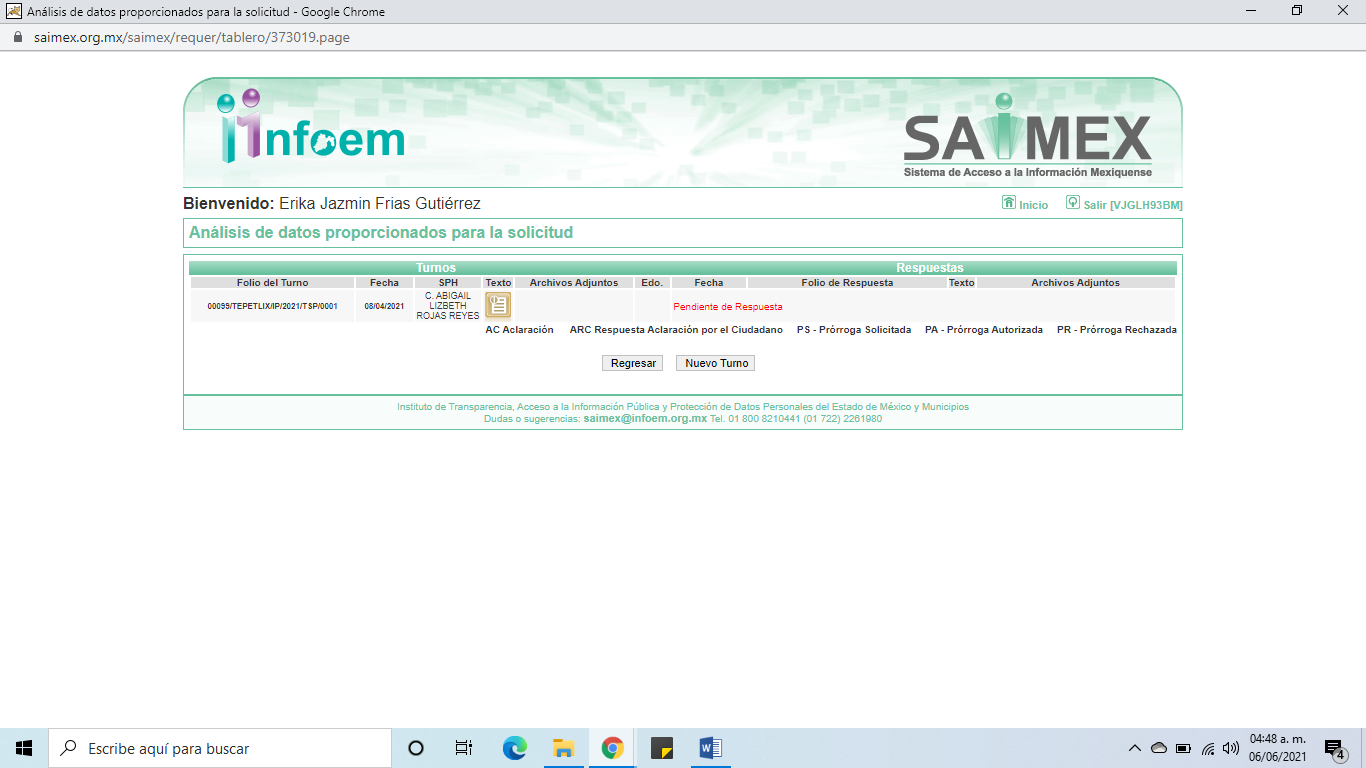 Análisis de datos proporcionados para la solicitud - Google Chrome
saimex.org.mx/saimex/requer/tablero/373019.page
infoem
SAiMEX
Sistema de Acceso a la Información Mexiquense
Bienvenido: Erika Jazmin Frias Gutiérrez
Inicio Salir [VJGLH93BM]
Análisis de datos proporcionados para la solicitud
Turnos Respuestas
Folio del Turno Fecha SPH Texto Archivos Adjuntos Edo. Fecha Folio de Respuesta Texto Archivos Adjuntos
00099/TEPETLIX/IP/2021/TSP/0001 08/04/2021 C. ABIGAIL LIZBETH ROJAS REYES Pendiente de Respuesta
AC Aclaración ARC Respuesta Aclaración por el Ciudadano PS - Prórroga Solicitada PA - Prórroga Autorizada PR - Prórroga Rechazada
Regresar Nuevo Turno
Instituto de Transparencia, Acceso a la Información Pública y Protección de Datos Personales del Estado de México y Municipios
Dudas o sugerencias: saimex@infoem.org.mx Tel. 01 800 8210441 (01 722) 2261980
Escribe aquí para buscar
04:48 a. m.
06/06/2021
4